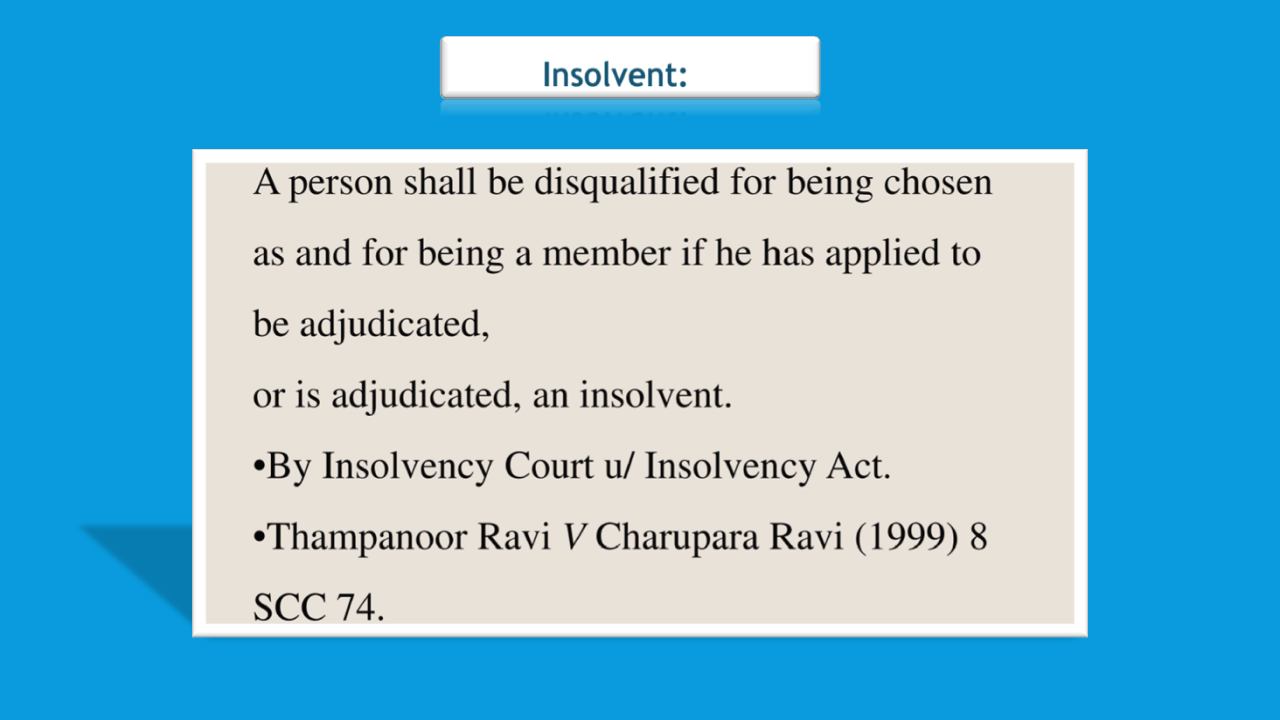 Insolvent:
A person shall be disqualified for being chosen
as and for being a member if he has applied to
be adjudicated,
or is adjudicated, an insolvent.
•By Insolvency Court u/ Insolvency Act.
•Thampanoor Ravi V Charupara Ravi (1999) 8
SCC 74.